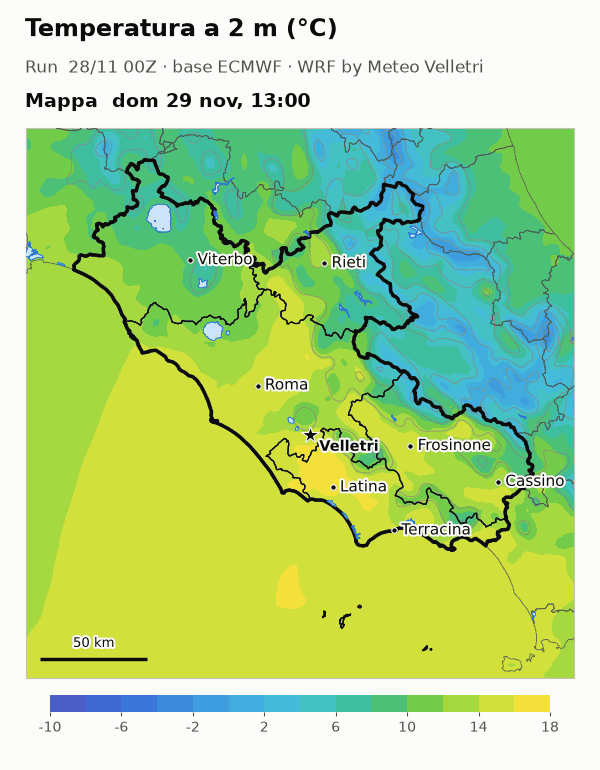 Temperatura a 2 m (°C)
Run 28/11 00Z · base ECMWF · WRF by Meteo Velletri
Mappa dom 29 nov, 13:00
Viterbo
Rieti
Roma
Velletri
Frosinone
Latina
Cassino
Terracina
50 km
-10 -6 -2 2 6 10 14 18